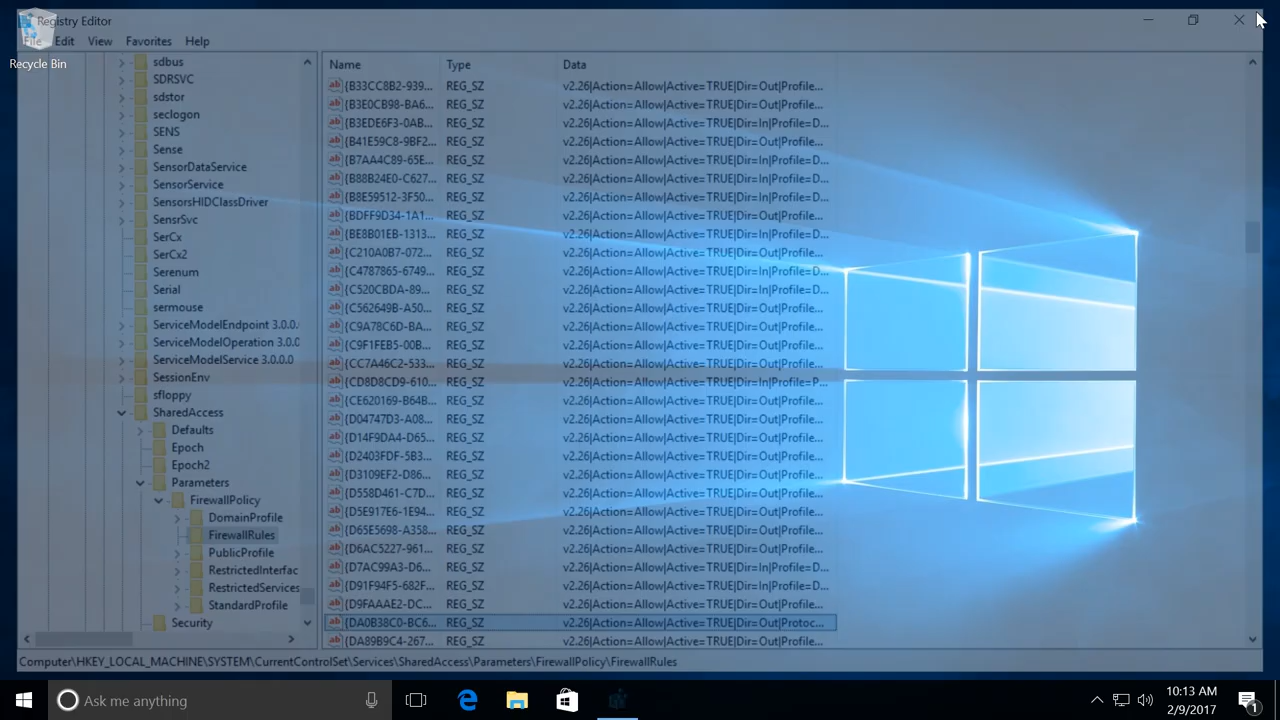 Registry Editor
File Edit View Favorites Help
Recycle Bin
sdbus
SDRSVC
sdstor
seclogon
SENS
Sense
SensorDataService
SensorService
SensorsHIDClassDriver
SensrSvc
SerCx
SerCx2
Serenum
Serial
sermouse
ServiceModelEndpoint 3.0.0.
ServiceModelOperation 3.0.0
ServiceModelService 3.0.0.0
SessionEnv
sfloppy
SharedAccess
Defaults
Epoch
Epoch2
Parameters
FirewallPolicy
DomainProfile
FirewallRules
PublicProfile
RestrictedInterfac
RestrictedServices
StandardProfile
Security
Name Type Data
{B33CC8B2-939... REG_SZ v2.26|Action=Allow|Active=TRUE|Dir=Out|Profile...
{B3E0CB98-BA6... REG_SZ v2.26|Action=Allow|Active=TRUE|Dir=Out|Profile...
{B3EDE6F3-0AB... REG_SZ v2.26|Action=Allow|Active=TRUE|Dir=In|Profile=D...
{B41E59C8-9BF2... REG_SZ v2.26|Action=Allow|Active=TRUE|Dir=Out|Profile...
{B7AA4C89-65E... REG_SZ v2.26|Action=Allow|Active=TRUE|Dir=In|Profile=D...
{B88B24E0-C627... REG_SZ v2.26|Action=Allow|Active=TRUE|Dir=In|Profile=D...
{B8E59512-3F50... REG_SZ v2.26|Action=Allow|Active=TRUE|Dir=In|Profile=D...
{BDFF9D34-1A1... REG_SZ v2.26|Action=Allow|Active=TRUE|Dir=Out|Profile...
{BE8B01EB-1313... REG_SZ v2.26|Action=Allow|Active=TRUE|Dir=In|Profile=D...
{C210A0B7-072... REG_SZ v2.26|Action=Allow|Active=TRUE|Dir=Out|Profile...
{C4787865-6749... REG_SZ v2.26|Action=Allow|Active=TRUE|Dir=In|Profile=D...
{C520CBDA-89... REG_SZ v2.26|Action=Allow|Active=TRUE|Dir=In|Profile=D...
{C562649B-A50... REG_SZ v2.26|Action=Allow|Active=TRUE|Dir=Out|Profile...
{C9A78C6D-BA... REG_SZ v2.26|Action=Allow|Active=TRUE|Dir=Out|Profile...
{C9F1FEB5-00B... REG_SZ v2.26|Action=Allow|Active=TRUE|Dir=Out|Profile...
{CC7A46C2-533... REG_SZ v2.26|Action=Allow|Active=TRUE|Dir=Out|Profile...
{CD8D8CD9-610... REG_SZ v2.26|Action=Allow|Active=TRUE|Dir=In|Profile=P...
{CE620169-B64B... REG_SZ v2.26|Action=Allow|Active=TRUE|Dir=Out|Profile...
{D04747D3-A08... REG_SZ v2.26|Action=Allow|Active=TRUE|Dir=Out|Profile...
{D14F9DA4-D65... REG_SZ v2.26|Action=Allow|Active=TRUE|Dir=Out|Profile...
{D2403FDF-5B3... REG_SZ v2.26|Action=Allow|Active=TRUE|Dir=Out|Profile...
{D3109EF2-D86... REG_SZ v2.26|Action=Allow|Active=TRUE|Dir=Out|Profile...
{D558D461-C7D... REG_SZ v2.26|Action=Allow|Active=TRUE|Dir=Out|Profile...
{D5E917E6-1E94... REG_SZ v2.26|Action=Allow|Active=TRUE|Dir=Out|Profile...
{D65E5698-A358... REG_SZ v2.26|Action=Allow|Active=TRUE|Dir=Out|Profile...
{D6AC5227-961... REG_SZ v2.26|Action=Allow|Active=TRUE|Dir=Out|Profile...
{D7AC99A3-D6... REG_SZ v2.26|Action=Allow|Active=TRUE|Dir=In|Profile=D...
{D91F94F5-682F... REG_SZ v2.26|Action=Allow|Active=TRUE|Dir=In|Profile=D...
{D9FAAAE2-DC... REG_SZ v2.26|Action=Allow|Active=TRUE|Dir=Out|Profile...
{DA0B38C0-BC6... REG_SZ v2.26|Action=Allow|Active=TRUE|Dir=Out|Protoc...
{DA89B9C4-267... REG_SZ v2.26|Action=Allow|Active=TRUE|Dir=Out|Profile...
Computer\HKEY_LOCAL_MACHINE\SYSTEM\CurrentControlSet\Services\SharedAccess\Parameters\FirewallPolicy\FirewallRules
Ask me anything
10:13 AM
2/9/2017
1